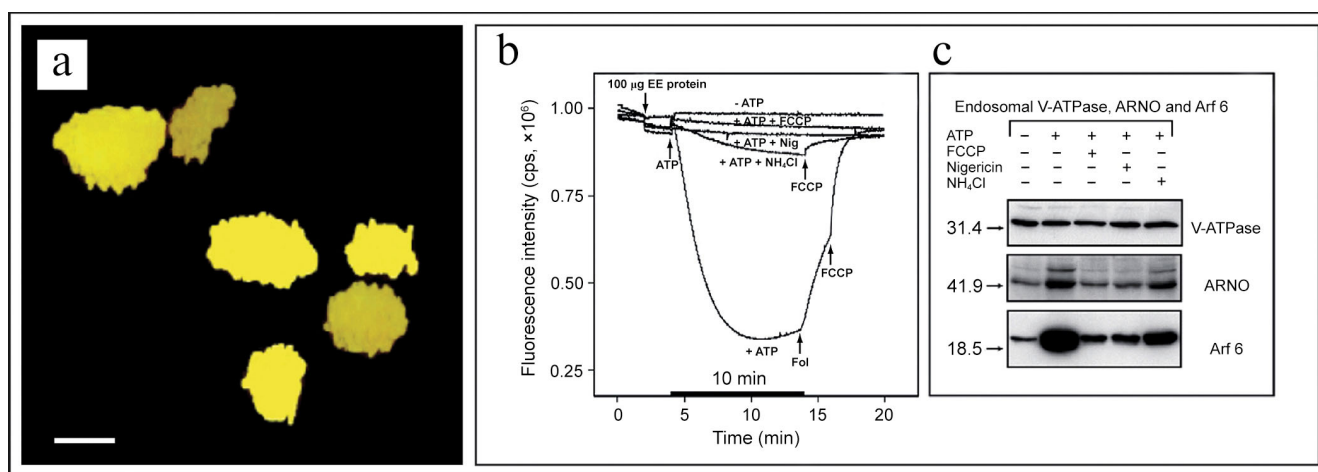 a
b
c
Fluorescence intensity (cps, ×10⁶)
1.00
0.75
0.50
0.25
100 µg EE protein
- ATP
+ ATP + FCCP
+ ATP + Nig
+ ATP + NH₄Cl
ATP
FCCP
FCCP
+ ATP
Fol
10 min
0 5 10 15 20
Time (min)
Endosomal V-ATPase, ARNO and Arf 6
ATP – + + + +
FCCP – – + – –
Nigericin – – – + –
NH₄Cl – – – – +
31.4 → V-ATPase
41.9 → ARNO
18.5 → Arf 6